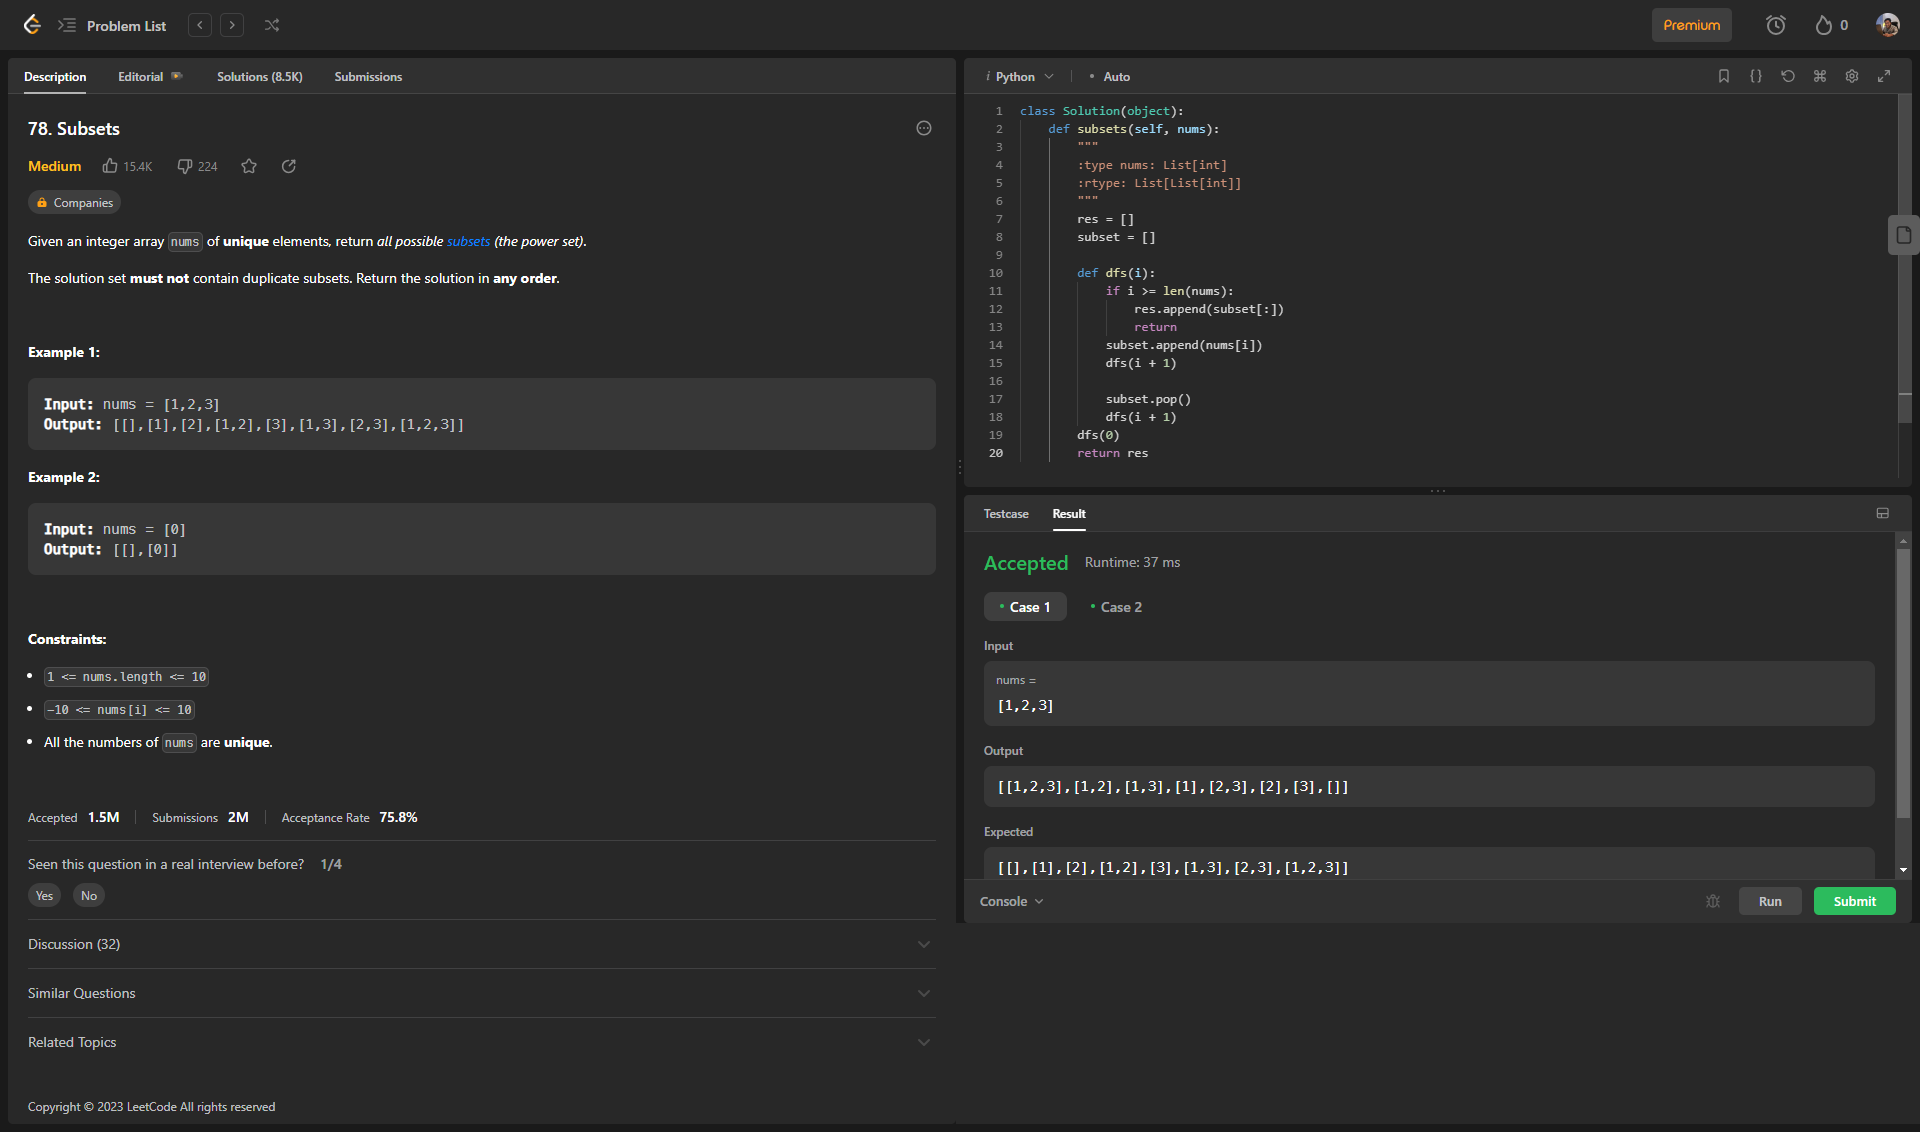 Problem List
Premium
0
Description Editorial Solutions (8.5K) Submissions
78. Subsets
Medium 15.4K 224
Companies
Given an integer array nums of unique elements, return all possible subsets (the power set).
The solution set must not contain duplicate subsets. Return the solution in any order.
Example 1:
Input: nums = [1,2,3]
Output: [[],[1],[2],[1,2],[3],[1,3],[2,3],[1,2,3]]
Example 2:
Input: nums = [0]
Output: [[],[0]]
Constraints:
• 1 <= nums.length <= 10
• -10 <= nums[i] <= 10
• All the numbers of nums are unique.
Accepted 1.5M Submissions 2M Acceptance Rate 75.8%
Seen this question in a real interview before? 1/4
Yes No
Discussion (32)
Similar Questions
Related Topics
Copyright © 2023 LeetCode All rights reserved
i Python • Auto
1 class Solution(object):
2 def subsets(self, nums):
3 """
4 :type nums: List[int]
5 :rtype: List[List[int]]
6 """
7 res = []
8 subset = []
9
10 def dfs(i):
11 if i >= len(nums):
12 res.append(subset[:])
13 return
14 subset.append(nums[i])
15 dfs(i + 1)
16
17 subset.pop()
18 dfs(i + 1)
19 dfs(0)
20 return res
Testcase Result
Accepted Runtime: 37 ms
• Case 1 • Case 2
Input
nums =
[1,2,3]
Output
[[1,2,3],[1,2],[1,3],[1],[2,3],[2],[3],[]]
Expected
[[],[1],[2],[1,2],[3],[1,3],[2,3],[1,2,3]]
Console Run Submit